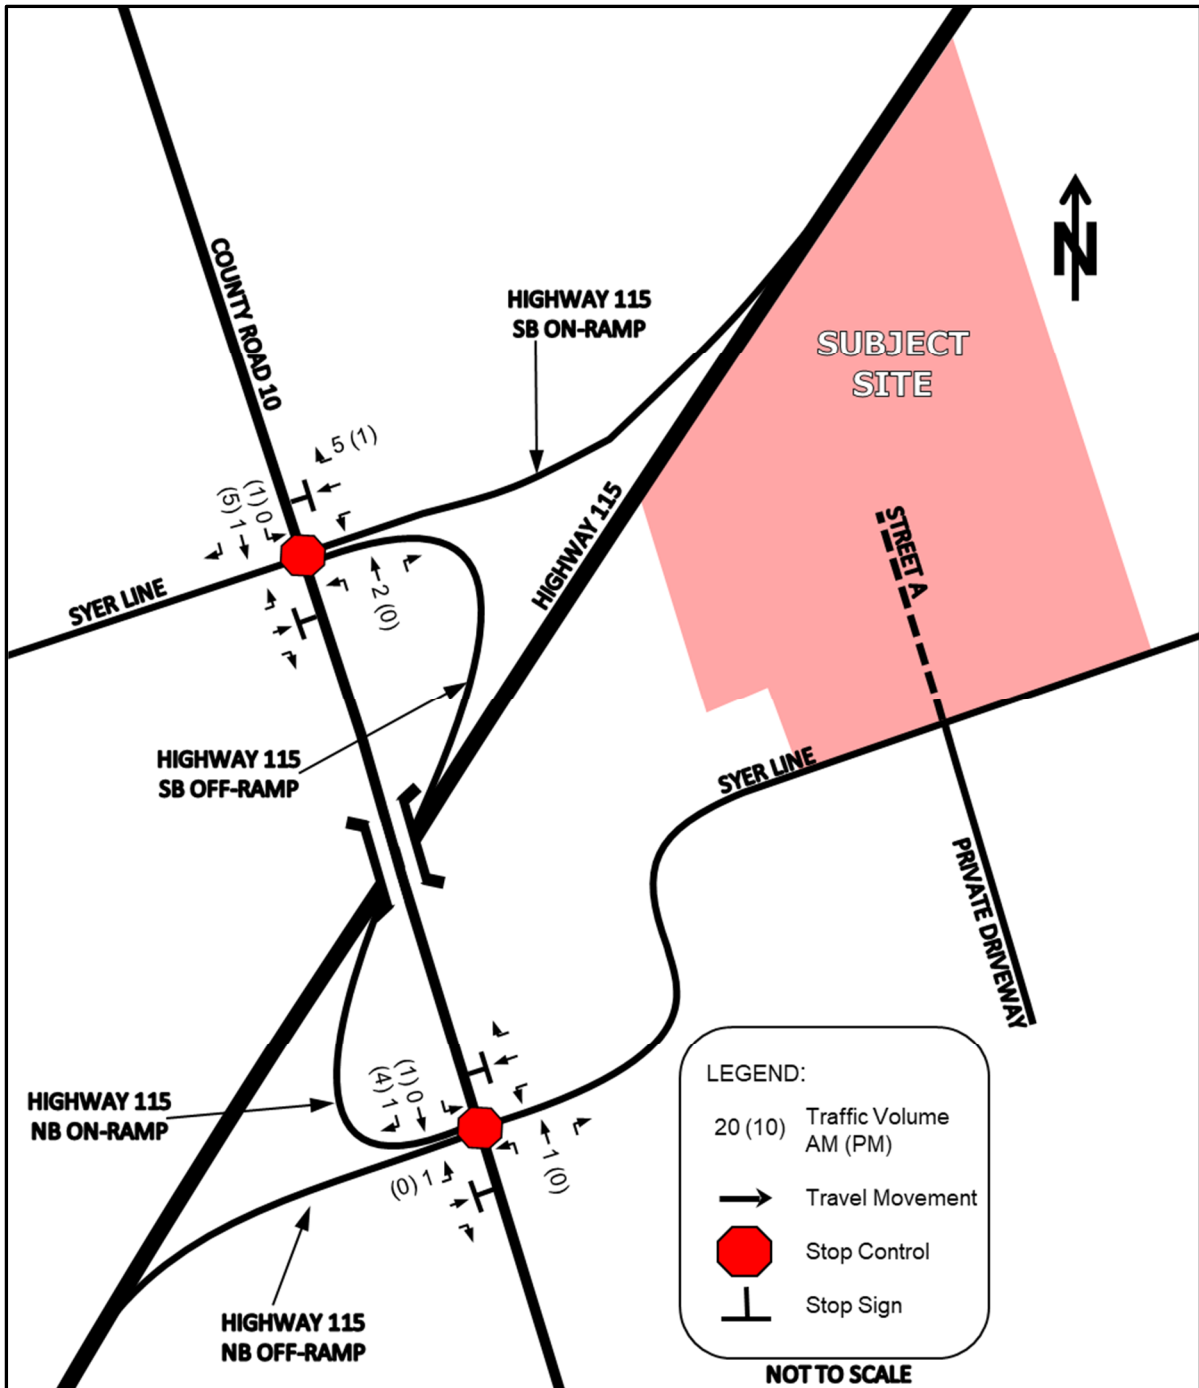 COUNTY ROAD 10
HIGHWAY 115
SB ON-RAMP
N
SUBJECT
SITE
5 (1)
(1) 0
(5) 1
SYER LINE
2 (0)
HIGHWAY 115
STREET A
HIGHWAY 115
SB OFF-RAMP
SYER LINE
PRIVATE DRIVEWAY
HIGHWAY 115
NB ON-RAMP
(1) 0
(4) 1
(0) 1
1 (0)
HIGHWAY 115
NB OFF-RAMP
LEGEND:
20 (10)
Traffic Volume
AM (PM)
Travel Movement
Stop Control
Stop Sign
NOT TO SCALE